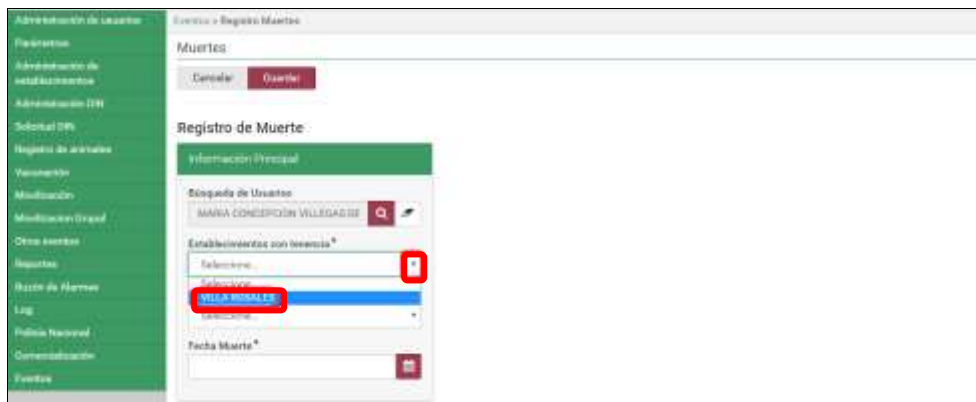 Administración de usuarios
Parámetros
Administración de
establecimientos
Administración DIN
Solicitud DIN
Registro de animales
Vacunación
Movilización
Movilizacion Grupal
Otros eventos
Reportes
Buzón de Alarmas
Log
Policía Nacional
Comercialización
Eventos
Eventos » Registro Muertes
Muertes
Cancelar Guardar
Registro de Muerte
Información Principal
Búsqueda de Usuarios
MARIA CONCEPCION VILLEGAS DE
Establecimientos con tenencia *
Seleccione...
Seleccione...
VILLA ROSALES
Seleccione...
Fecha Muerte *